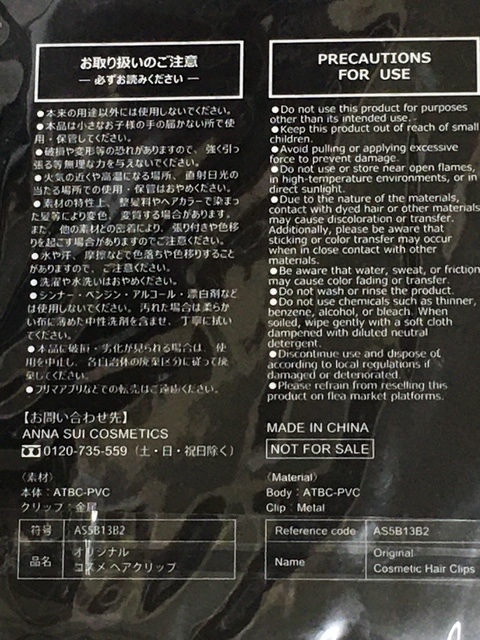 お取り扱いのご注意
― 必ずお読みください ―
●本来の用途以外には使用しないでください。
●本品は小さなお子様の手の届かない所で使
用・保管してください。
●破損や変形等の恐れがありますので、強く引っ
張る等無理な力を与えないでください。
●火気の近くや高温になる場所、直射日光の
当たる場所での使用・保管はおやめください。
●素材の特性上、整髪料やヘアカラーで染まっ
た髪等により変色、変質する場合があります。
また、他の素材との密着により、張り付きや色移
りを起こす場合がありますのでご注意ください。
●水や汗、摩擦などで色落ちや色移りすること
がありますので、ご注意ください。
●洗濯や水洗いはおやめください。
●シンナー・ベンジン・アルコール・漂白剤など
は使用しないでください。汚れた場合は柔らか
い布に薄めた中性洗剤を含ませ、丁寧に拭い
てください。
●本品に破損・劣化が見られる場合は、使
用を中止し、各自治体の廃棄区分に従って廃
棄してください。
●フリマアプリなどでの転売はご遠慮ください。
【お問い合わせ先】
ANNA SUI COSMETICS
0120-735-559（土・日・祝日除く）
〈素材〉
本体：ATBC-PVC
クリップ：金属
符号 AS5B13B2
品名 オリジナル
コスメ ヘアクリップ
PRECAUTIONS
FOR USE
●Do not use this product for purposes
other than its intended use.
●Keep this product out of reach of small
children.
●Avoid pulling or applying excessive
force to prevent damage.
●Do not use or store near open flames,
in high-temperature environments, or in
direct sunlight.
●Due to the nature of the materials,
contact with dyed hair or other materials
may cause discoloration or transfer.
Additionally, please be aware that
sticking or color transfer may occur
when in close contact with other
materials.
●Be aware that water, sweat, or friction
may cause color fading or transfer.
●Do not wash or rinse the product.
●Do not use chemicals such as thinner,
benzene, alcohol, or bleach. When
soiled, wipe gently with a soft cloth
dampened with diluted neutral
detergent.
●Discontinue use and dispose of
according to local regulations if
damaged or deteriorated.
●Please refrain from reselling this
product on flea market platforms.
MADE IN CHINA
NOT FOR SALE
〈Material〉
Body : ATBC-PVC
Clip : Metal
Reference code AS5B13B2
Name Original
Cosmetic Hair Clips